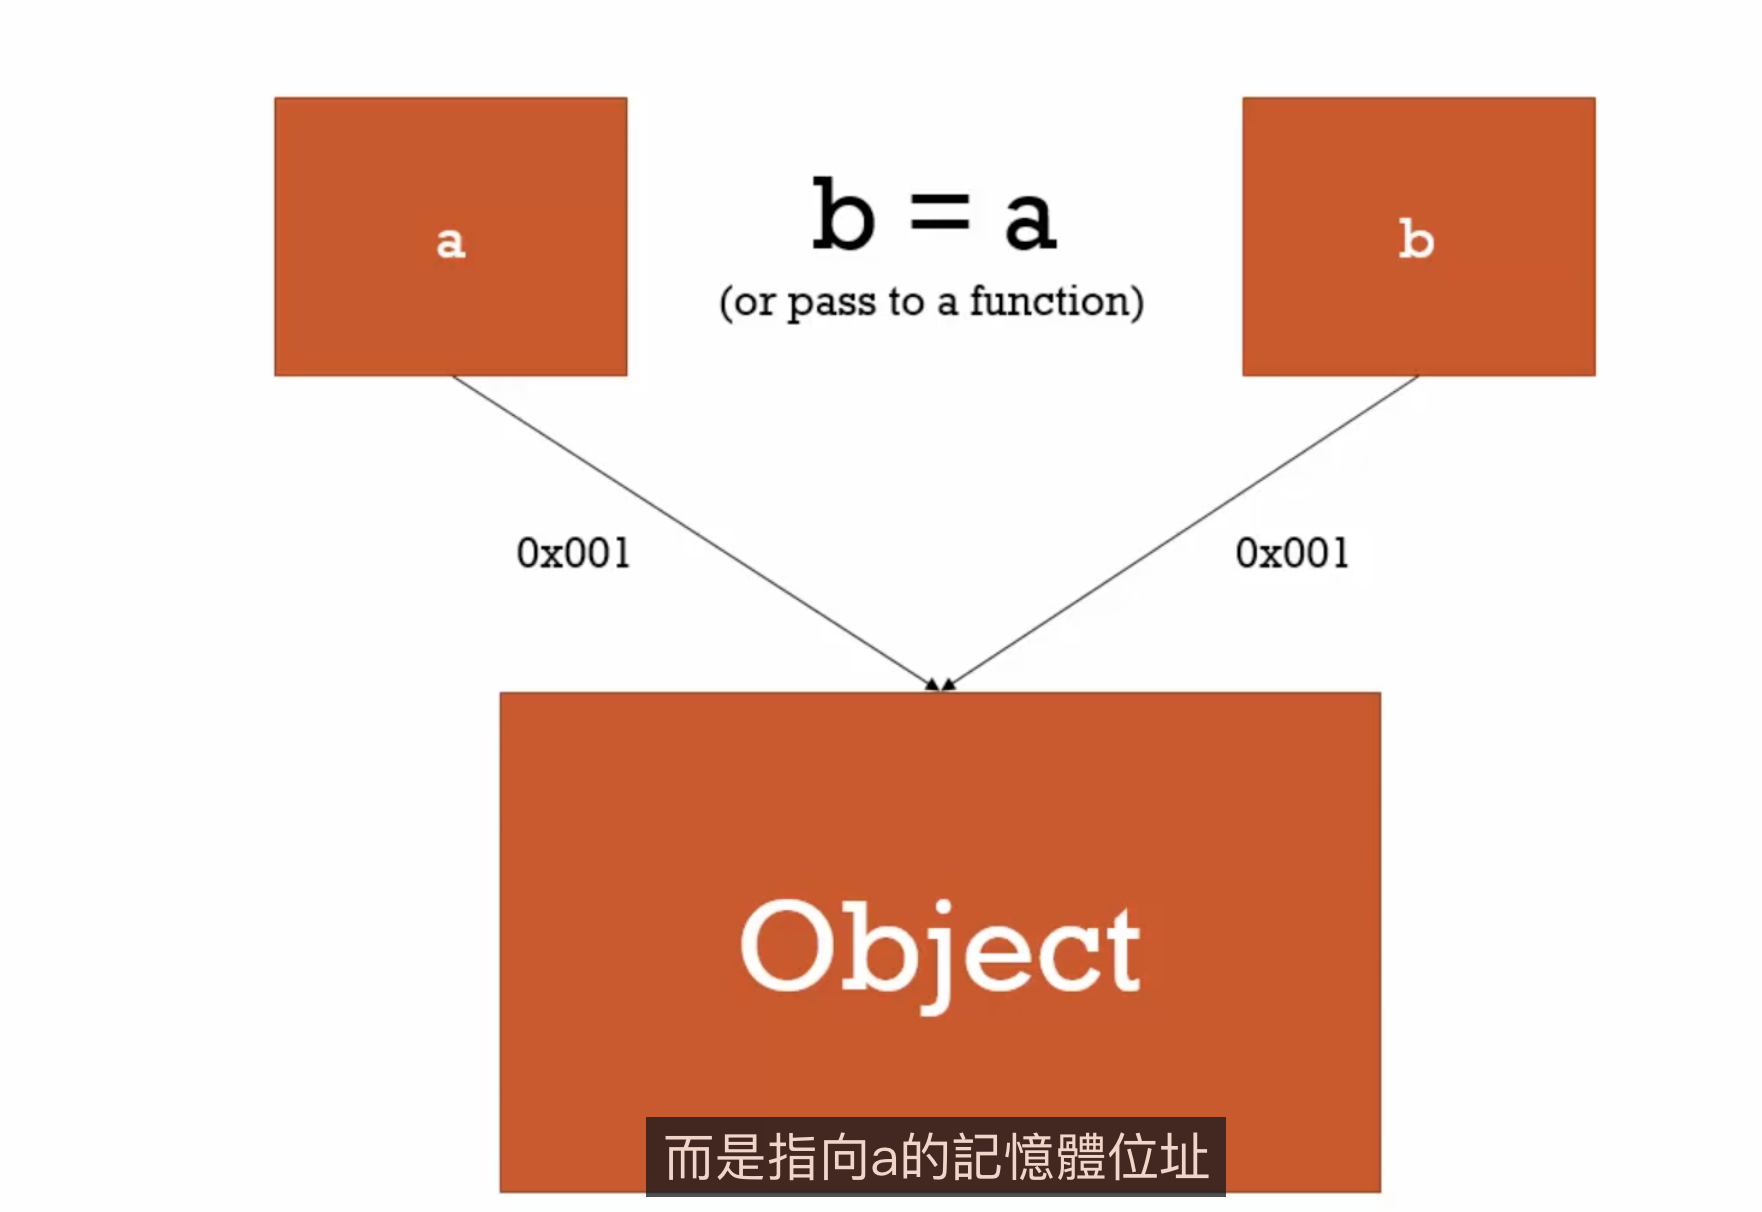 a
b = a
(or pass to a function)
b
0x001
0x001
Object
而是指向a的記憶體位址